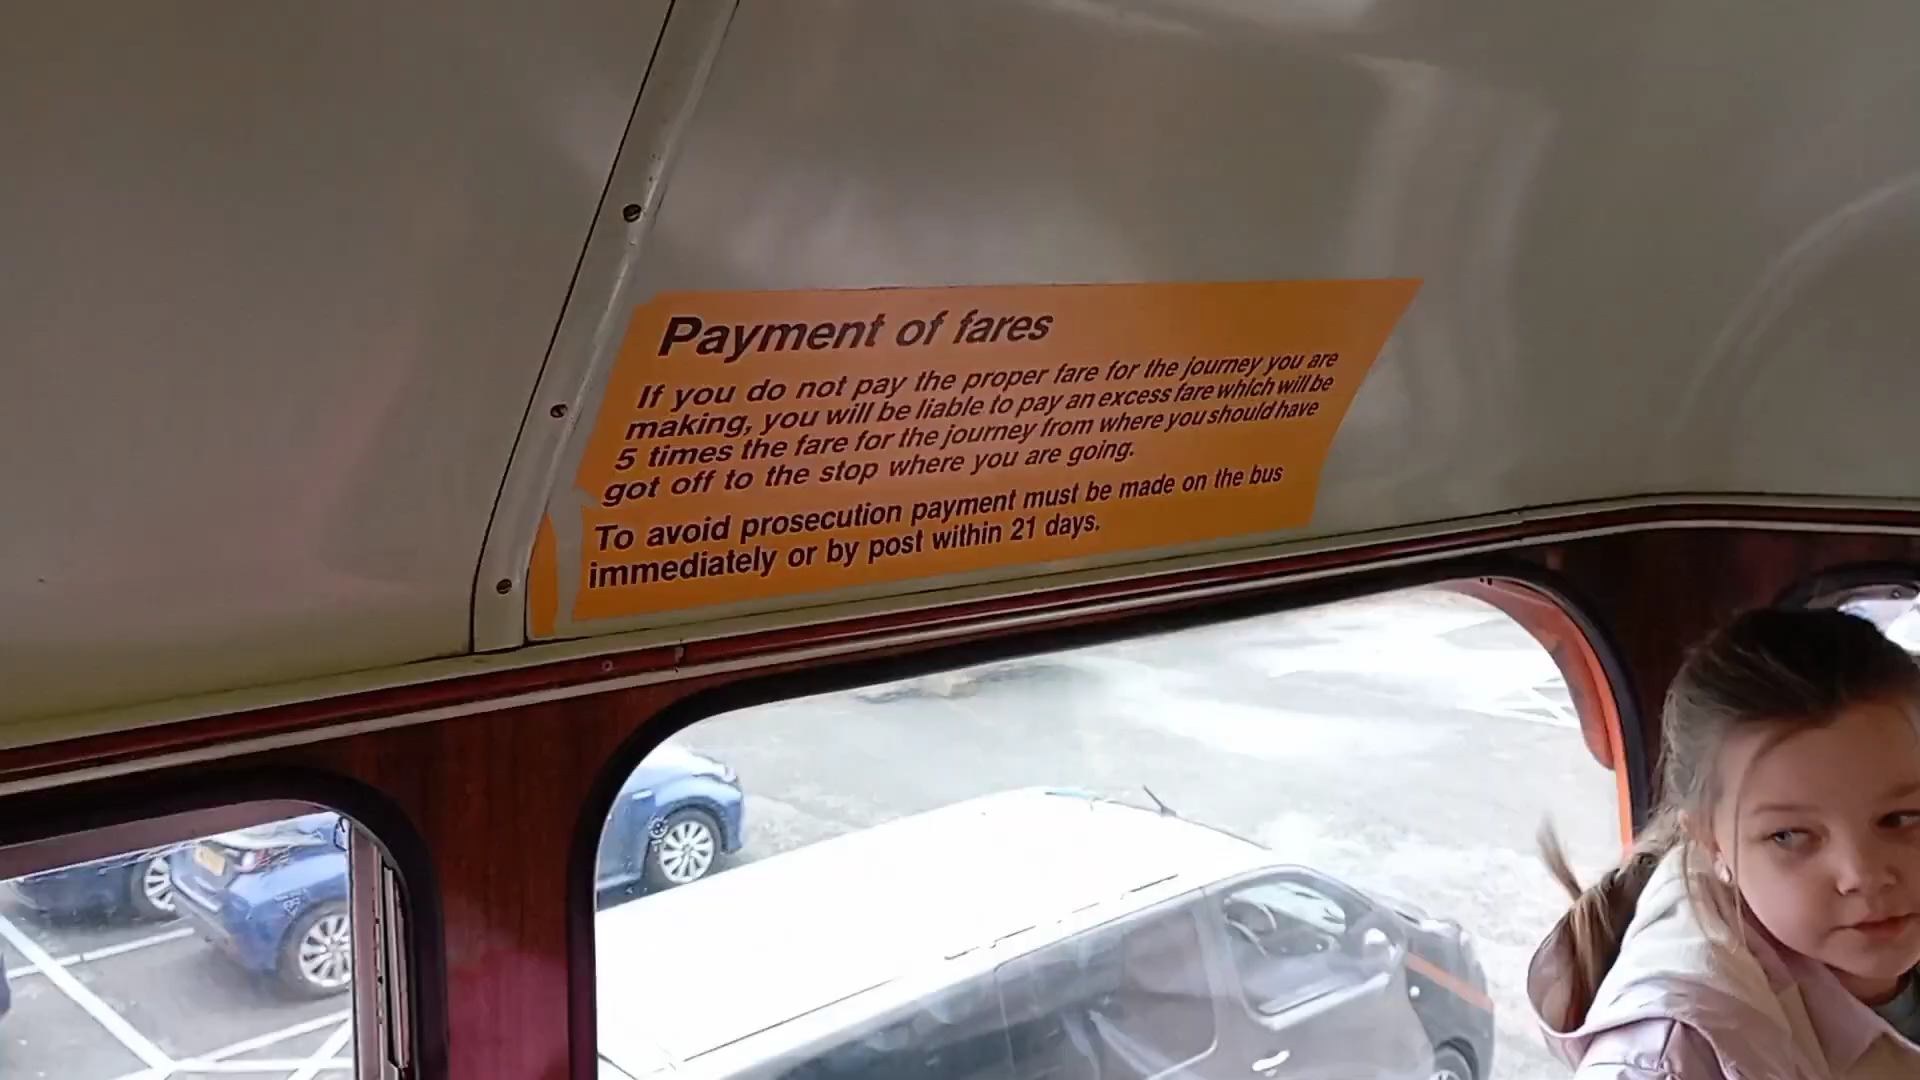 Payment of fares
If you do not pay the proper fare for the journey you are
making, you will be liable to pay an excess fare which will be
5 times the fare for the journey from where you should have
got off to the stop where you are going.
To avoid prosecution payment must be made on the bus
immediately or by post within 21 days.